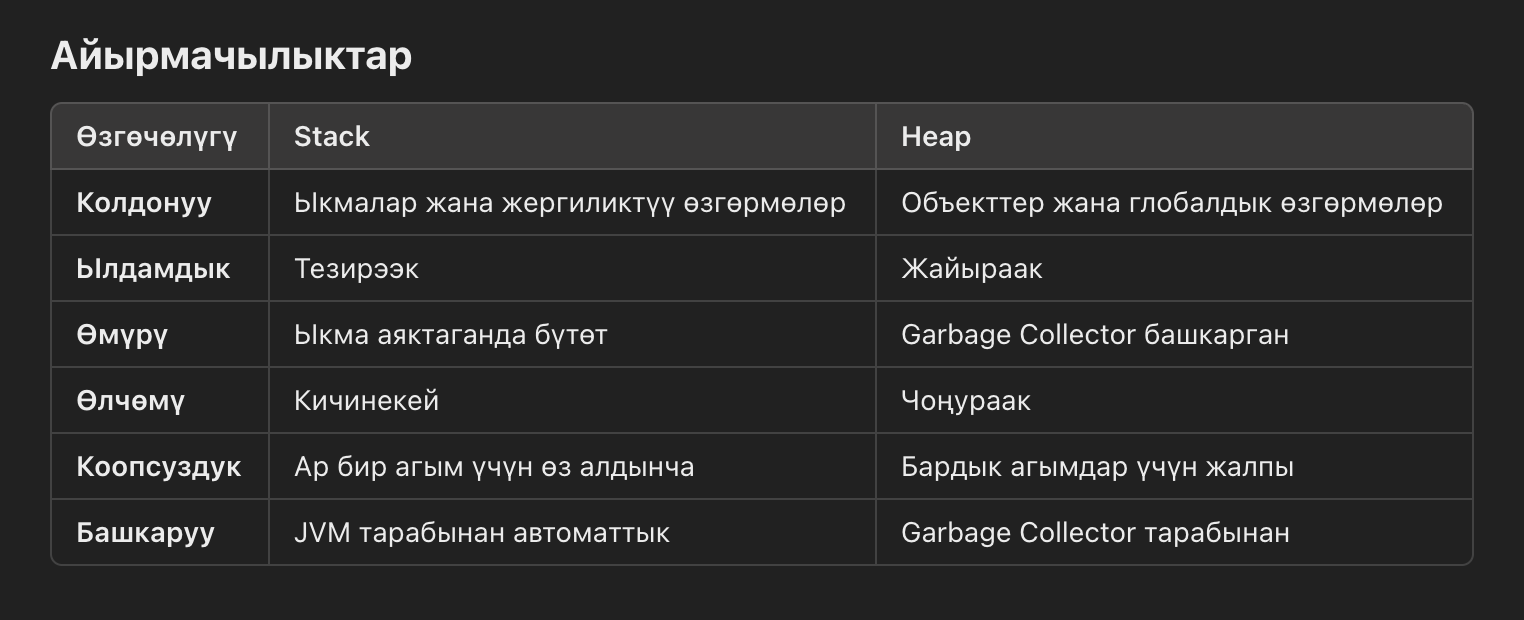 Айырмачылыктар
Өзгөчөлүгү Stack Heap
Колдонуу Ыкмалар жана жергиликтүү өзгөрмөлөр Объекттер жана глобалдык өзгөрмөлөр
Ылдамдык Тезирээк Жайыраак
Өмүрү Ыкма аяктаганда бүтөт Garbage Collector башкарган
Өлчөмү Кичинекей Чоңураак
Коопсуздук Ар бир агым үчүн өз алдынча Бардык агымдар үчүн жалпы
Башкаруу JVM тарабынан автоматтык Garbage Collector тарабынан